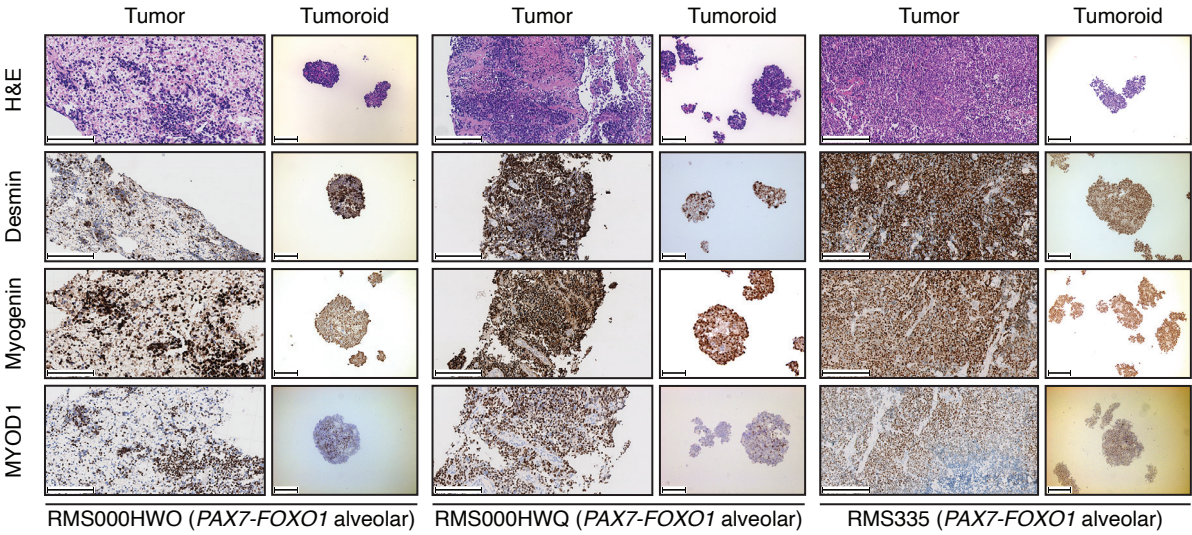 Tumor Tumoroid Tumor Tumoroid Tumor Tumoroid
H&E
Desmin
Myogenin
MYOD1
RMS000HWO (PAX7-FOXO1 alveolar) RMS000HWQ (PAX7-FOXO1 alveolar) RMS335 (PAX7-FOXO1 alveolar)